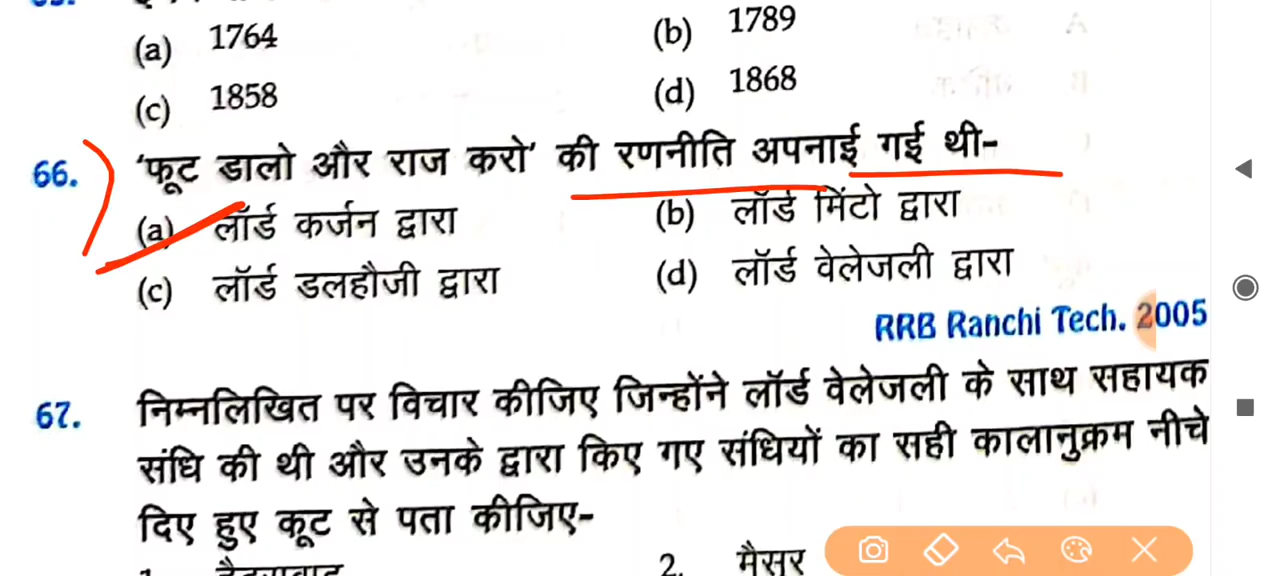 (a) 1764 (b) 1789
(c) 1858 (d) 1868
66. 'फूट डालो और राज करो' की रणनीति अपनाई गई थी-
(a) लॉर्ड कर्जन द्वारा (b) लॉर्ड मिंटो द्वारा
(c) लॉर्ड डलहौजी द्वारा (d) लॉर्ड वेलेजली द्वारा
RRB Ranchi Tech. 2005
67. निम्नलिखित पर विचार कीजिए जिन्होंने लॉर्ड वेलेजली के साथ सहायक
संधि की थी और उनके द्वारा किए गए संधियों का सही कालानुक्रम नीचे
दिए हुए कूट से पता कीजिए-
2. मैसूर